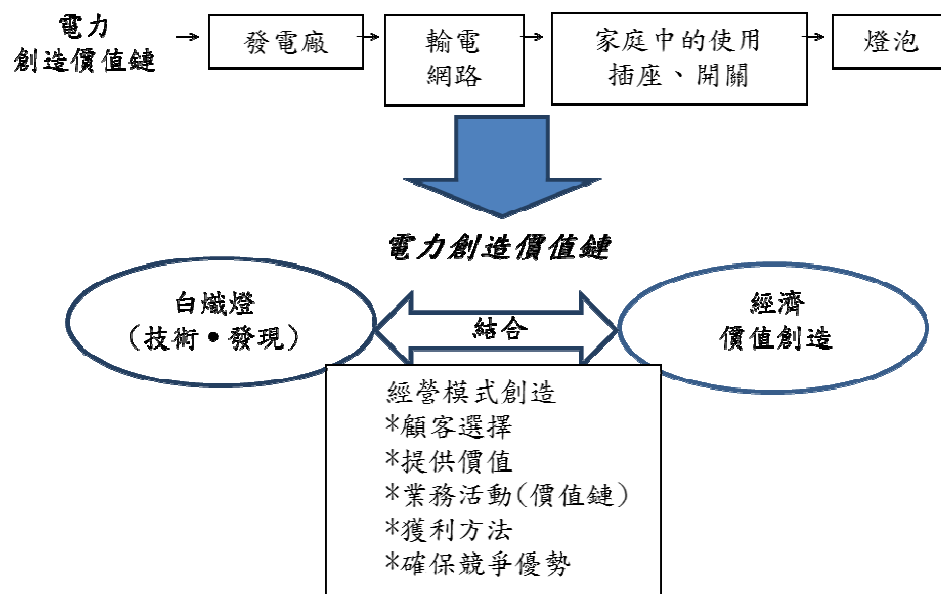 電力
創造價值鏈
發電廠
輸電
網路
家庭中的使用
插座、開關
燈泡
電力創造價值鏈
白熾燈
(技術•發現)
結合
經濟
價值創造
經營模式創造
*顧客選擇
*提供價值
*業務活動(價值鏈)
*獲利方法
*確保競爭優勢